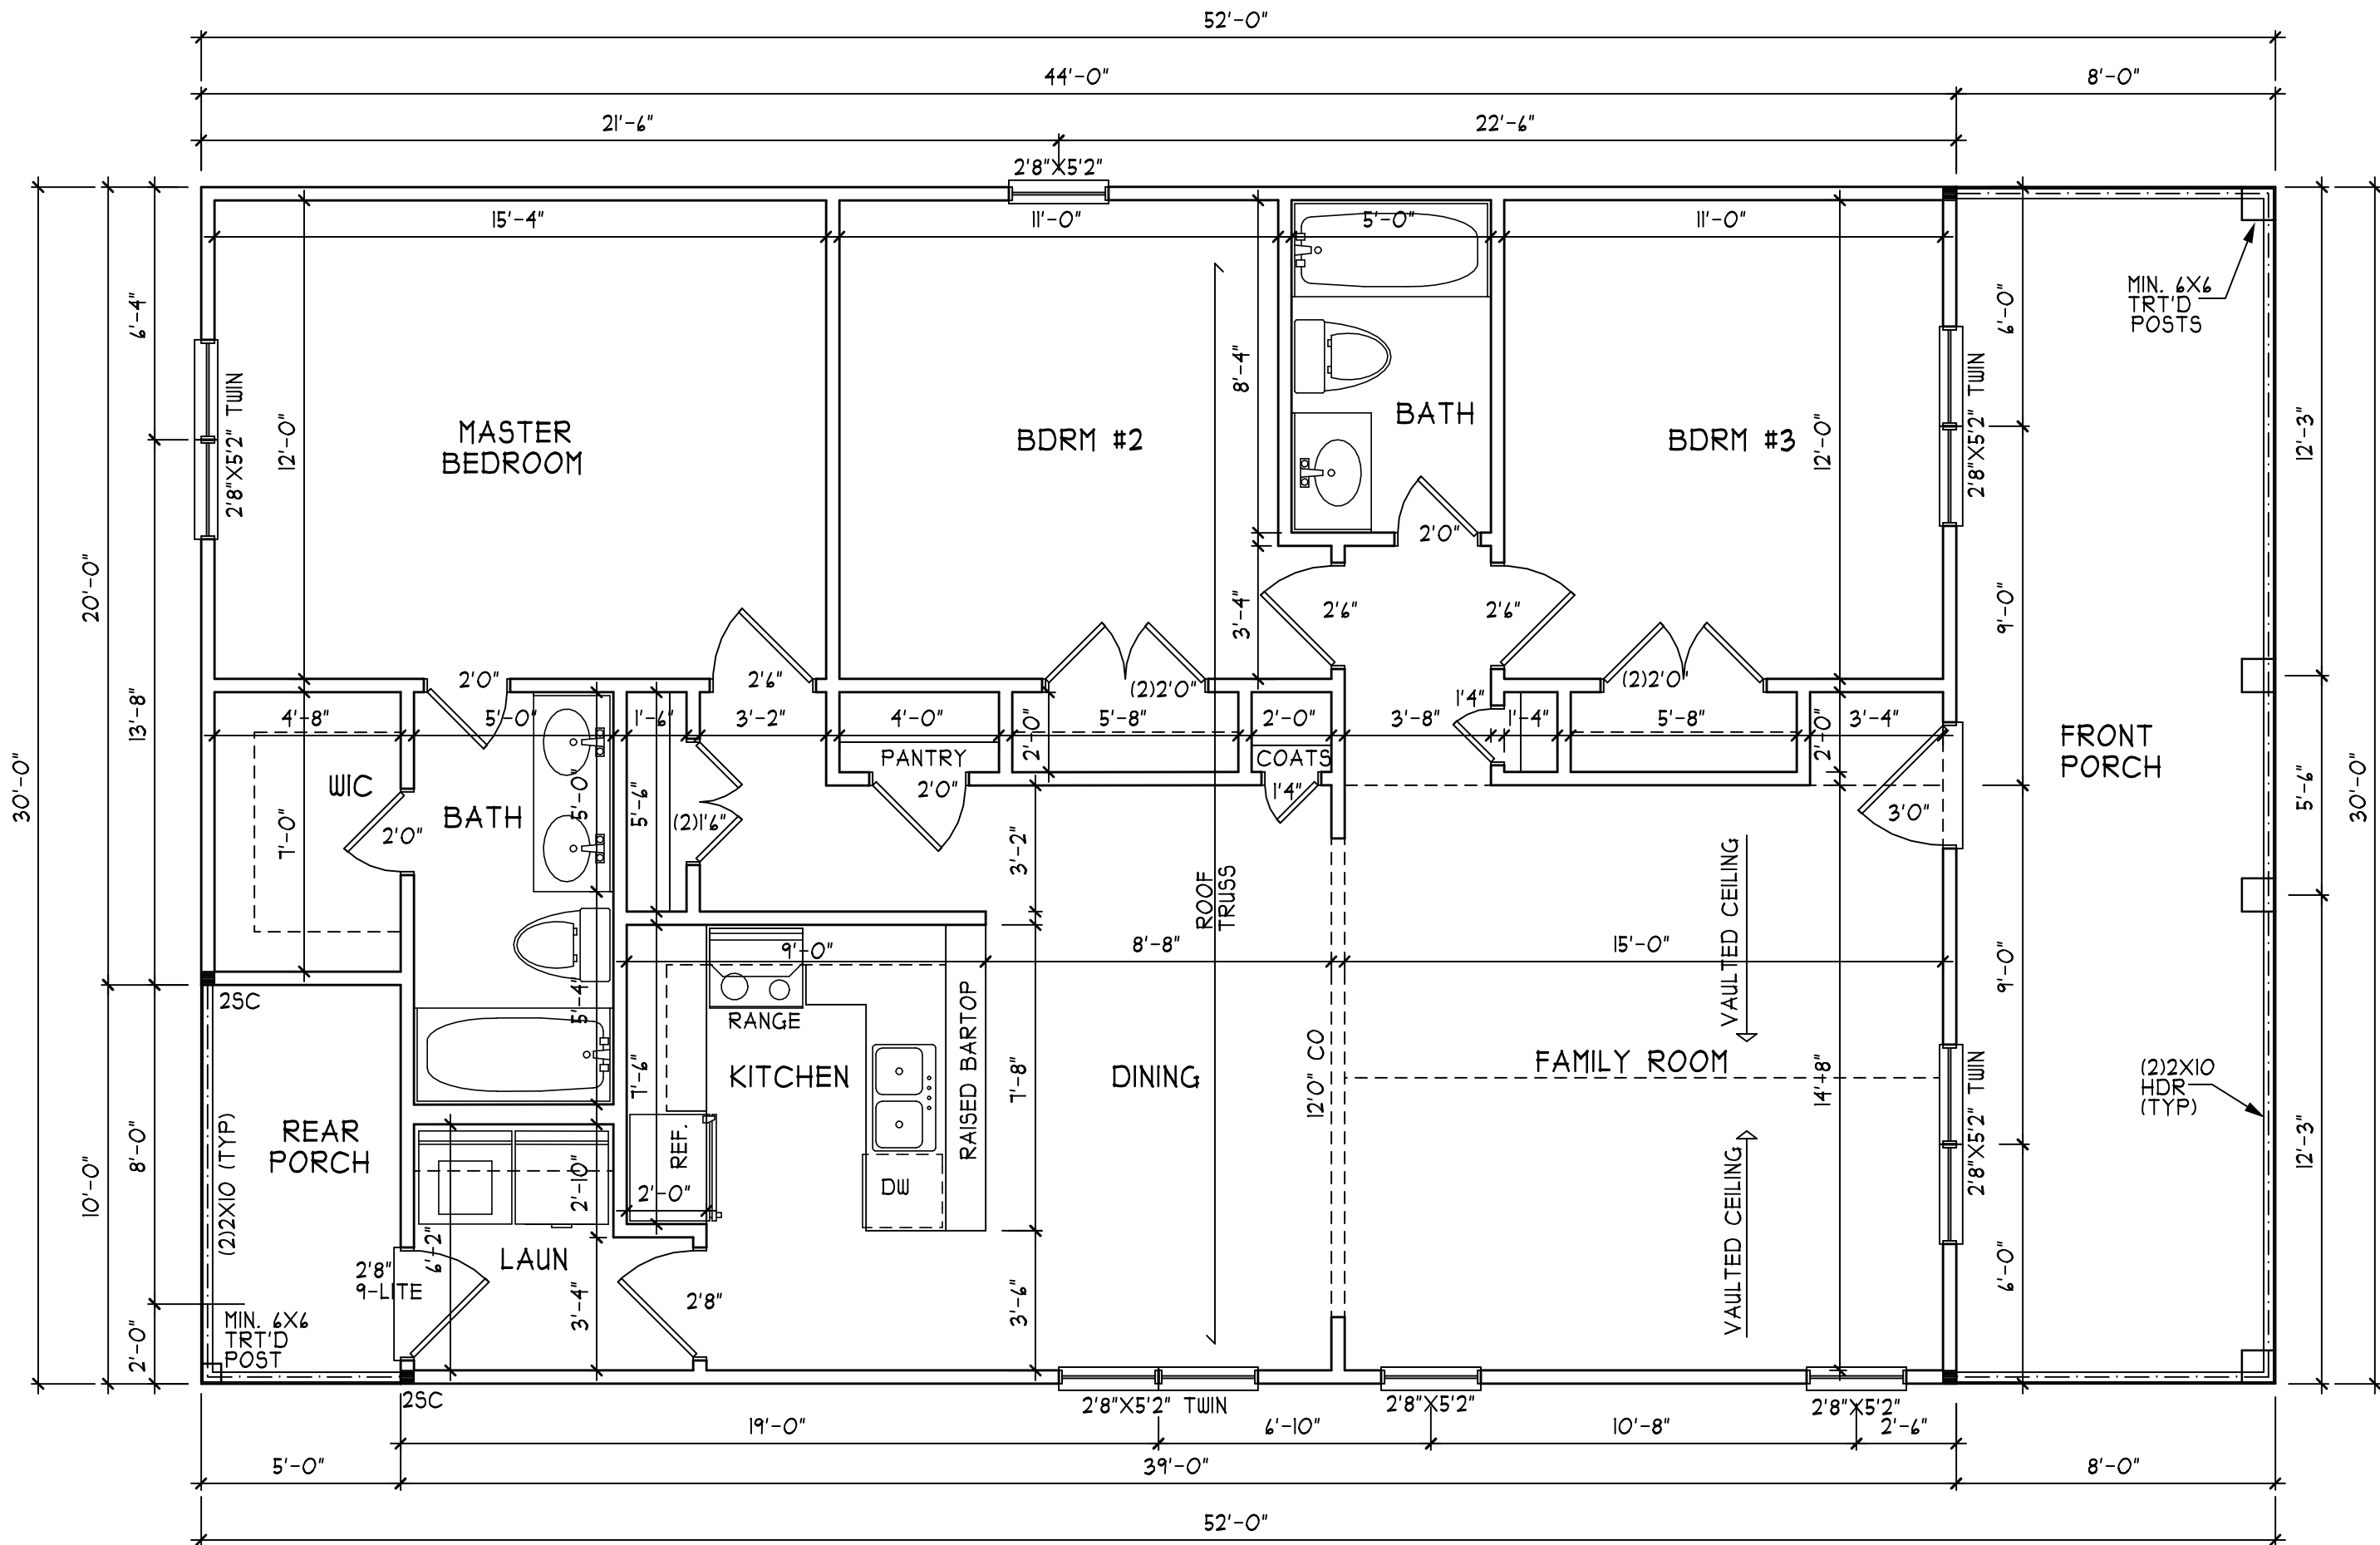 52'-0"
44'-0"
8'-0"
21'-6"
22'-6"
2'8"X5'2"
15'-4"
11'-0"
5'-0"
11'-0"
6'-4"
6'-0"
MIN. 6X6
TRT'D
POSTS
2'8"X5'2" TWIN
12'-0"
MASTER
BEDROOM
BDRM #2
8'-4"
BATH
BDRM #3
12'-0"
2'8"X5'2" TWIN
12'-3"
2'0"
20'-0"
3'-4"
2'6"
2'6"
9'-0"
13'-8"
2'0"
2'6"
(2)2'0"
(2)2'0"
1'4"
4'-8"
5'-0"
1'-6"
3'-2"
4'-0"
2'-0"
5'-8"
2'-0"
3'-8"
1'-4"
5'-8"
2'-0"
3'-4"
FRONT
PORCH
PANTRY
COATS
WIC
2'0"
1'4"
30'-0"
5'-6"
30'-0"
7'-0"
2'0"
BATH
5'-0"
5'-6"
(2)1'6"
3'0"
3'-2"
ROOF
TRUSS
VAULTED CEILING
9'-0"
8'-8"
15'-0"
9'-0"
2SC
5'-4"
RANGE
RAISED BARTOP
12'0" CO
7'-6"
KITCHEN
7'-8"
DINING
FAMILY ROOM
14'-8"
2'8"X5'2" TWIN
(2)2X10
HDR
(TYP)
REAR
PORCH
(2)2X10 (TYP)
8'-0"
10'-0"
2'-10"
REF.
2'-0"
DW
12'-3"
VAULTED CEILING
6'-2"
LAUN
2'8"
9-LITE
3'-4"
2'8"
3'-6"
6'-0"
MIN. 6X6
TRT'D
POST
2'-0"
2SC
2'8"X5'2" TWIN
2'8"X5'2"
2'8"X5'2"
19'-0"
6'-10"
10'-8"
2'-6"
5'-0"
39'-0"
8'-0"
52'-0"